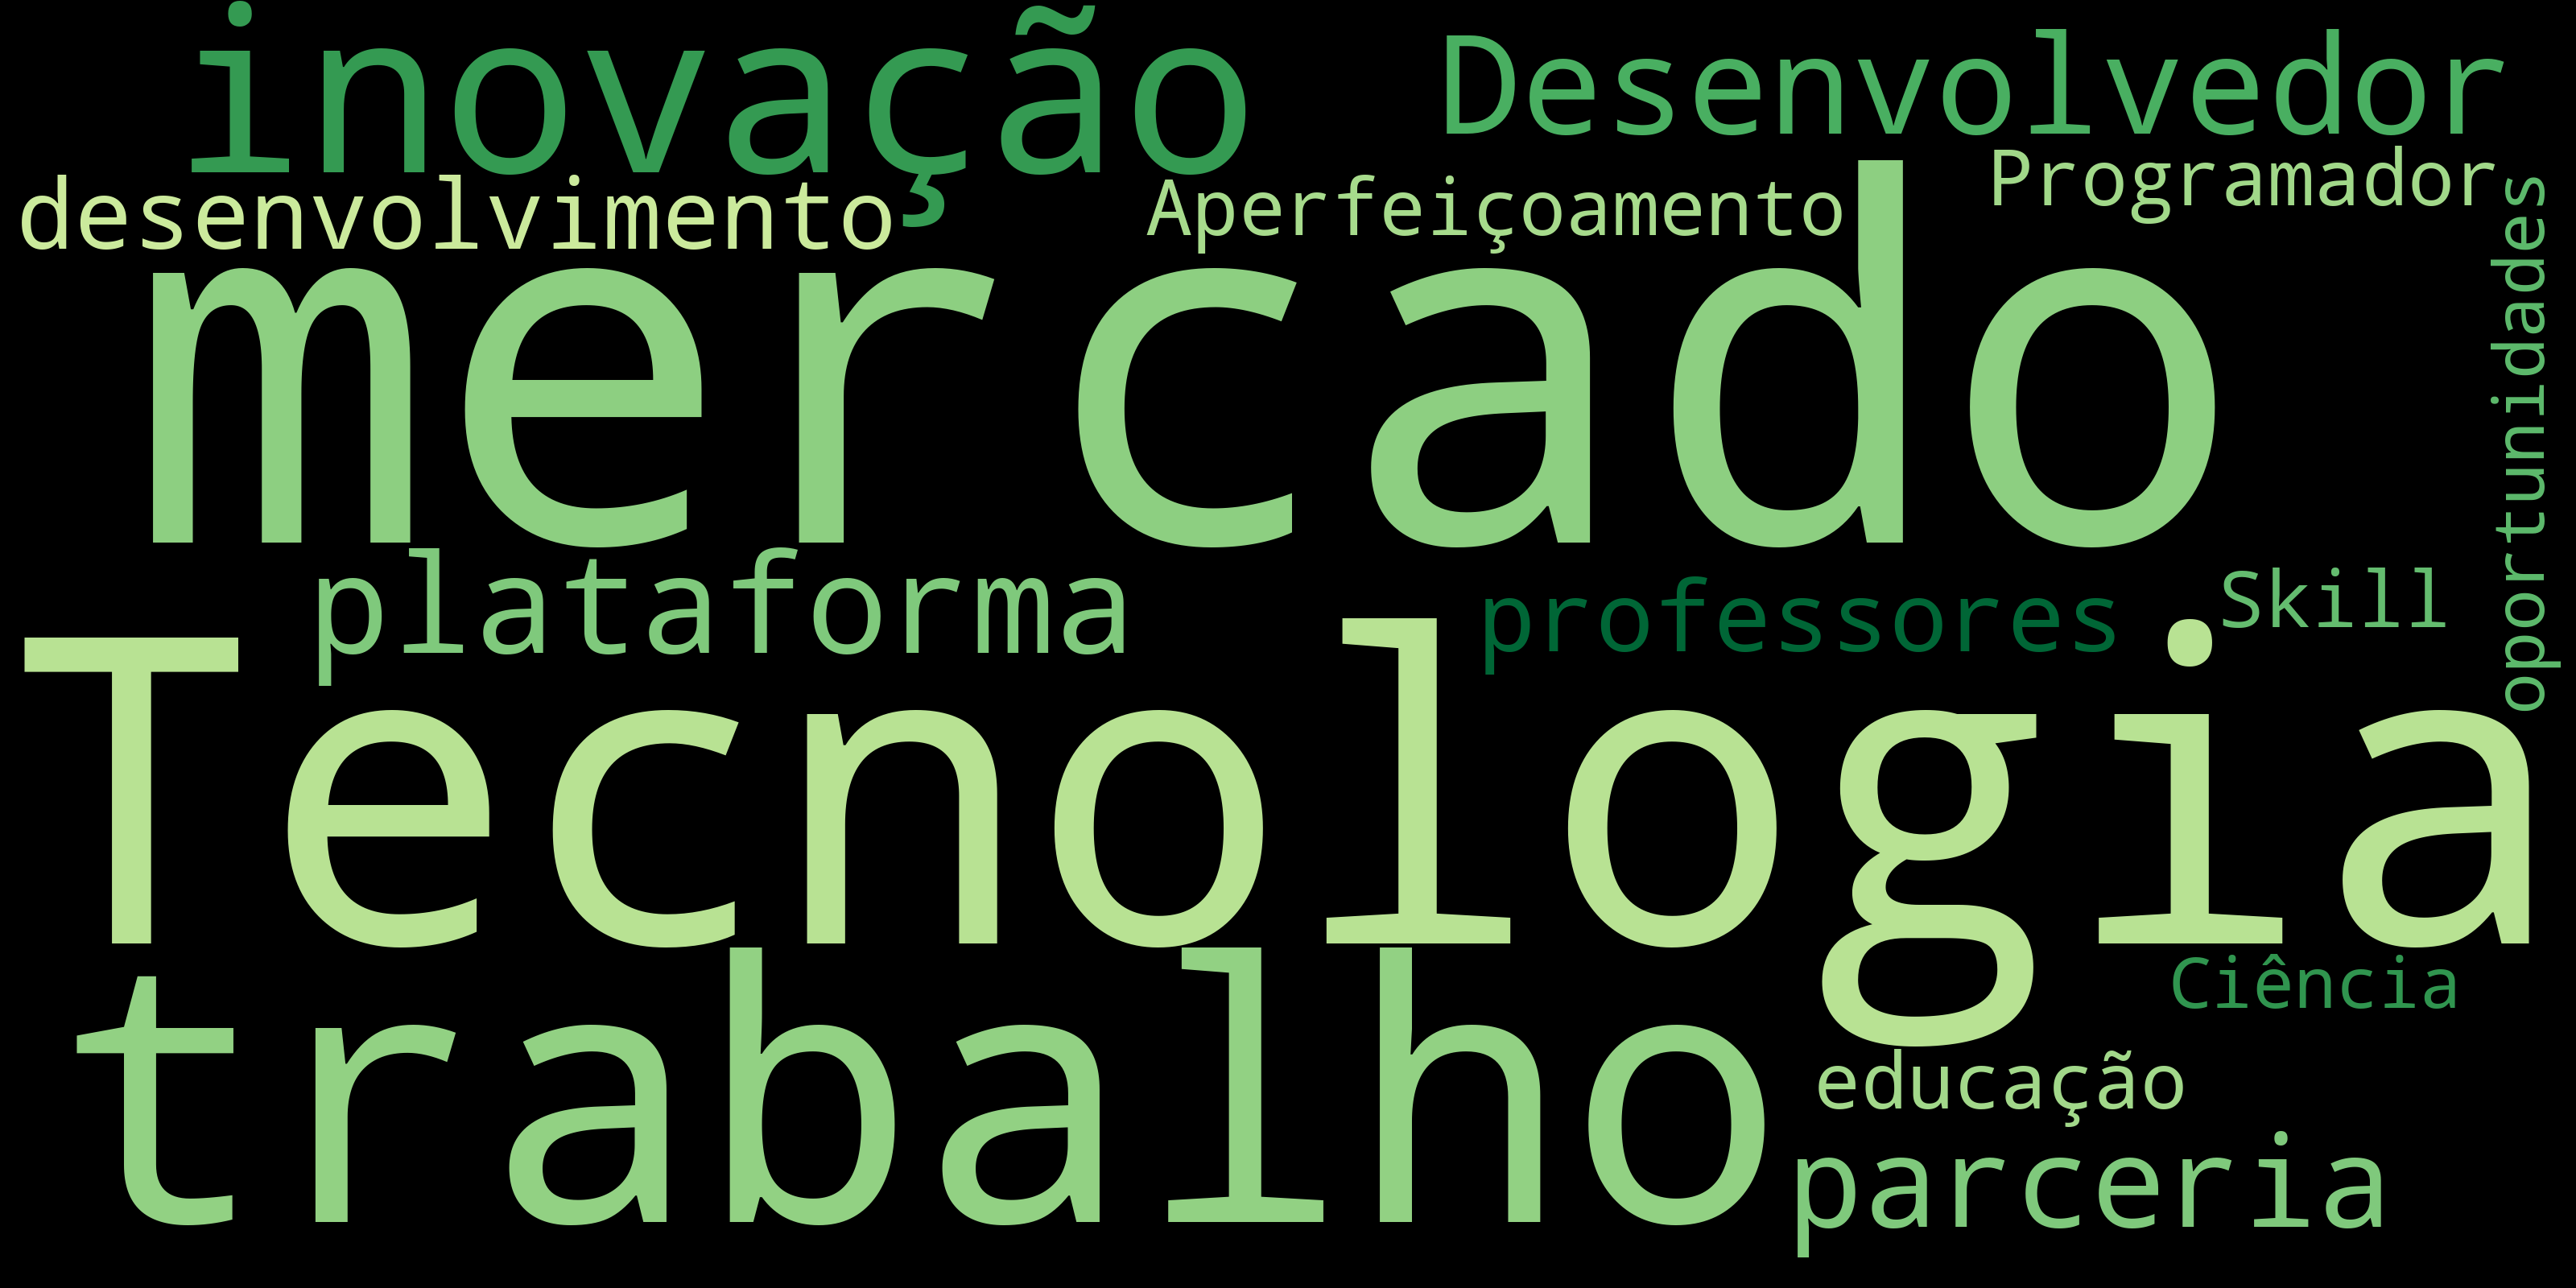 inovação
Desenvolvedor
desenvolvimento
Aperfeiçoamento
Programador
oportunidades
mercado
plataforma
professores
Skill
Tecnologia
trabalho
Ciência
educação
parceria